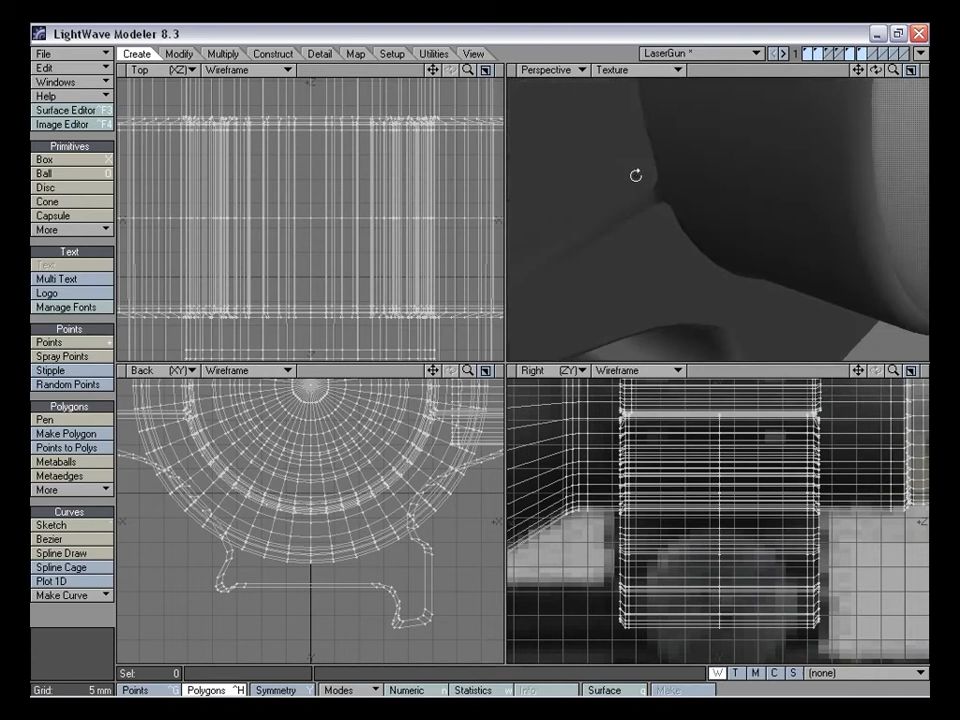 LightWave Modeler 8.3
File Create Modify Multiply Construct Detail Map Setup Utilities View LaserGun * 1
Edit Top (XZ) Wireframe Perspective Texture
Windows
Help
Surface Editor F3
Image Editor F4
Primitives
Box X
Ball O
Disc
Cone
Capsule
More
Text
Text
Multi Text
Logo
Manage Fonts
Points
Points +
Spray Points
Stipple
Back (XY) Wireframe Right (ZY) Wireframe
Random Points
Polygons
Pen
Make Polygon
Points to Polys
Metaballs
Metaedges
More
Curves
Sketch
Bezier
Spline Draw
Spline Cage
Plot 1D
Make Curve
Sel: 0 W T M C S (none)
Grid: 5 mm Points ^G Polygons ^H Symmetry Y Modes Numeric n Statistics w Info Surface q Make